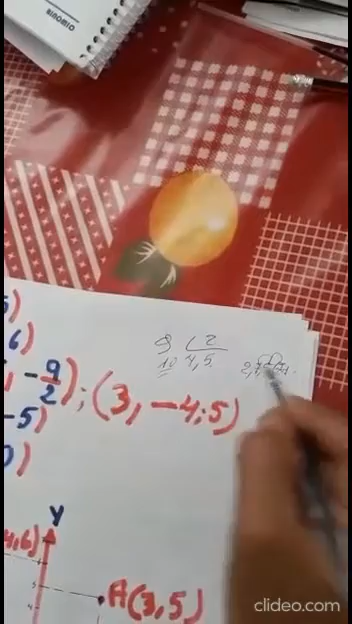 BINOMIO
5)
6)
9 2
10 4,5
, -9/2); (3, -4,5)
-5)
0)
Y
4,6)
A(3,5)
clideo.com